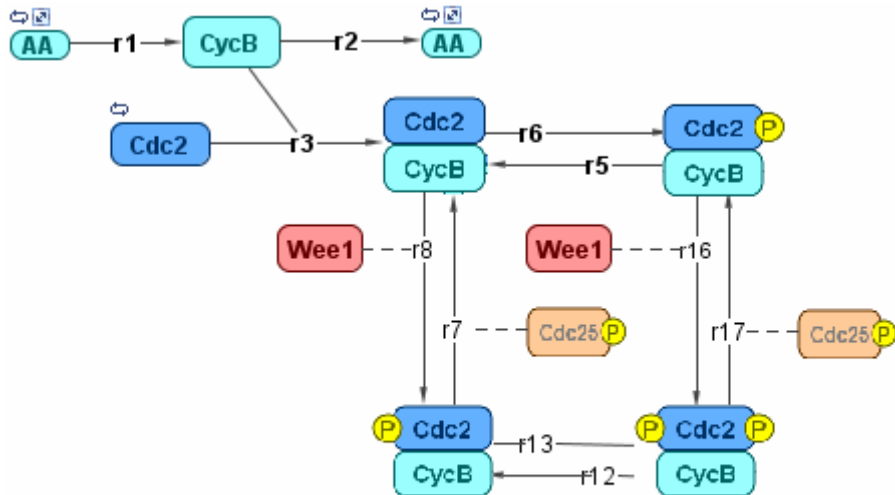 AA r1 CycB r2 AA
Cdc2 r3 Cdc2 r6 Cdc2 P
CycB r5 CycB
Wee1 r8 Wee1 r16
r7 Cdc25 P r17 Cdc25 P
P Cdc2 r13 P Cdc2 P
CycB r12 CycB